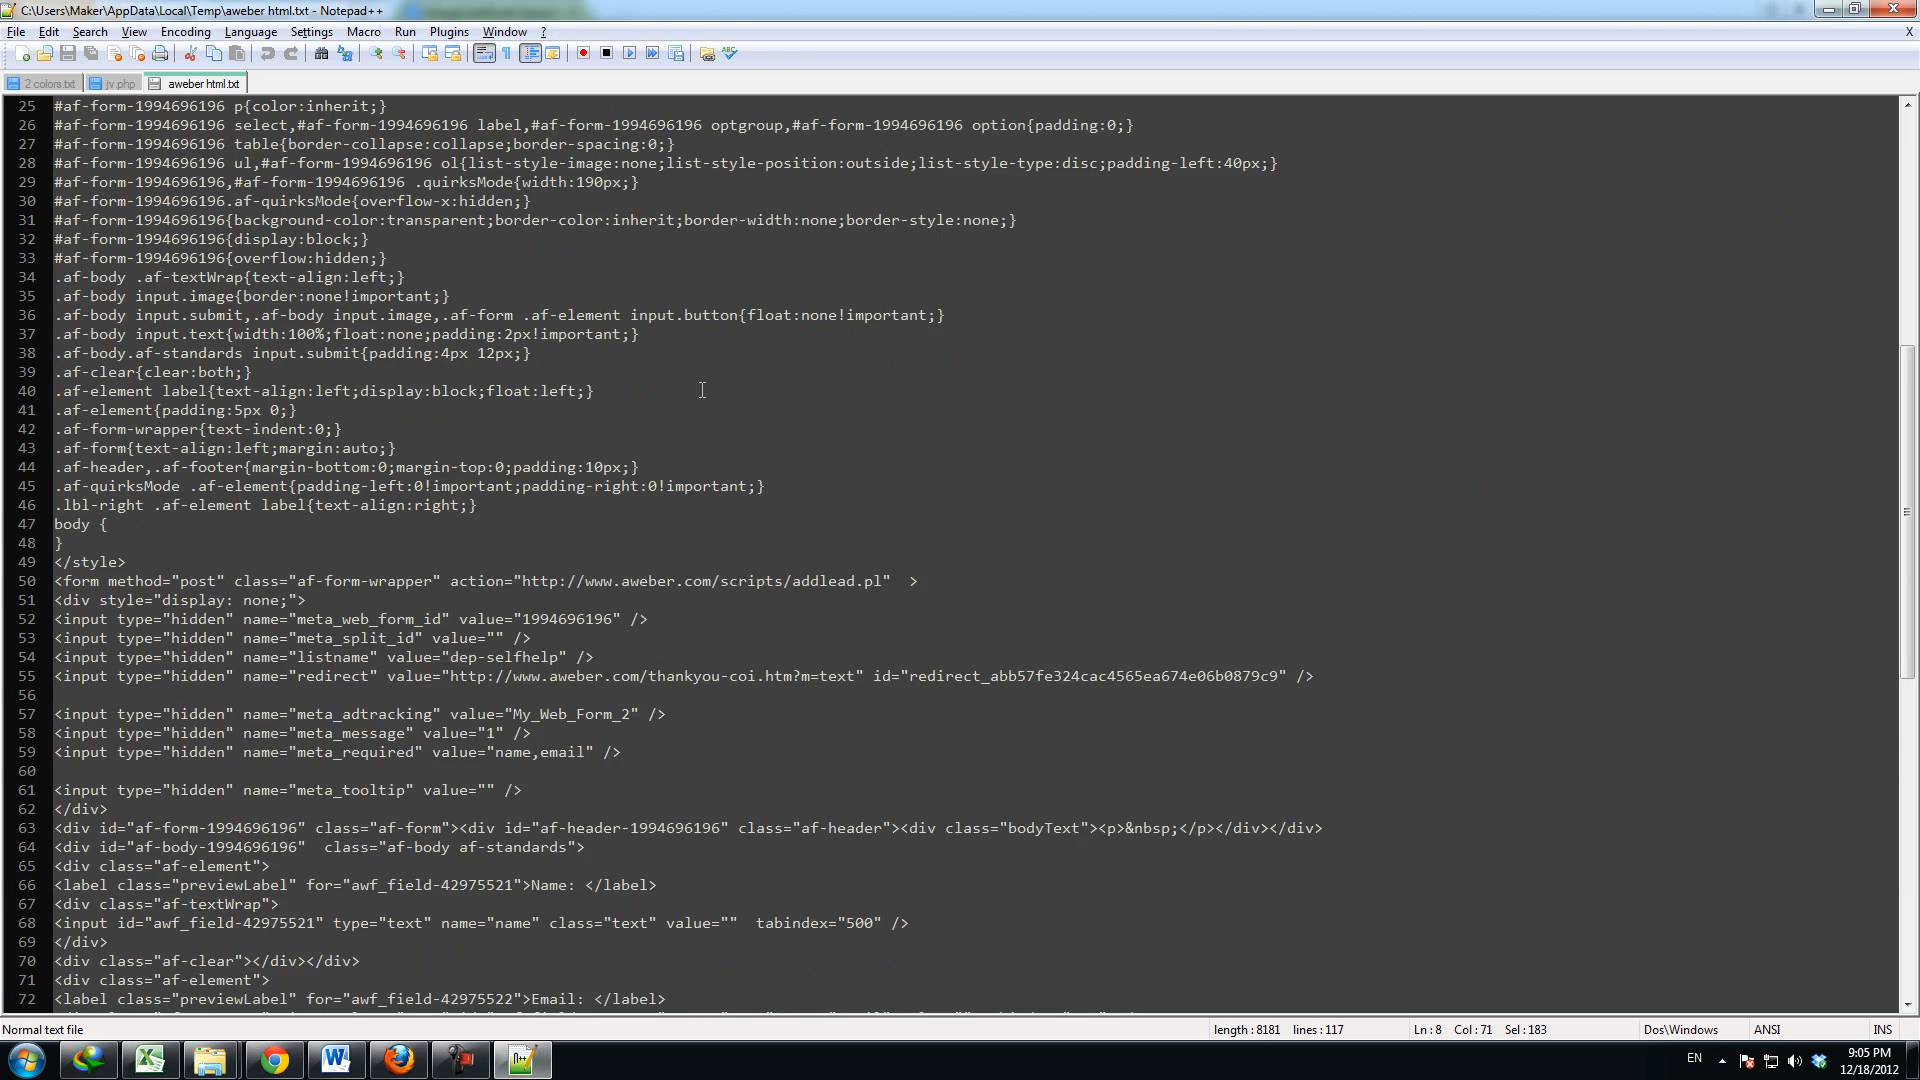 C:\Users\Maker\AppData\Local\Temp\aweber html.txt - Notepad++
File Edit Search View Encoding Language Settings Macro Run Plugins Window ? X
2 colors.txt jv.php aweber html.txt
25 #af-form-1994696196 p{color:inherit;}
26 #af-form-1994696196 select,#af-form-1994696196 label,#af-form-1994696196 optgroup,#af-form-1994696196 option{padding:0;}
27 #af-form-1994696196 table{border-collapse:collapse;border-spacing:0;}
28 #af-form-1994696196 ul,#af-form-1994696196 ol{list-style-image:none;list-style-position:outside;list-style-type:disc;padding-left:40px;}
29 #af-form-1994696196,#af-form-1994696196 .quirksMode{width:190px;}
30 #af-form-1994696196.af-quirksMode{overflow-x:hidden;}
31 #af-form-1994696196{background-color:transparent;border-color:inherit;border-width:none;border-style:none;}
32 #af-form-1994696196{display:block;}
33 #af-form-1994696196{overflow:hidden;}
34 .af-body .af-textWrap{text-align:left;}
35 .af-body input.image{border:none!important;}
36 .af-body input.submit,.af-body input.image,.af-form .af-element input.button{float:none!important;}
37 .af-body input.text{width:100%;float:none;padding:2px!important;}
38 .af-body.af-standards input.submit{padding:4px 12px;}
39 .af-clear{clear:both;}
40 .af-element label{text-align:left;display:block;float:left;}
41 .af-element{padding:5px 0;}
42 .af-form-wrapper{text-indent:0;}
43 .af-form{text-align:left;margin:auto;}
44 .af-header,.af-footer{margin-bottom:0;margin-top:0;padding:10px;}
45 .af-quirksMode .af-element{padding-left:0!important;padding-right:0!important;}
46 .lbl-right .af-element label{text-align:right;}
47 body {
48 }
49 </style>
50 <form method="post" class="af-form-wrapper" action="http://www.aweber.com/scripts/addlead.pl"  >
51 <div style="display: none;">
52 <input type="hidden" name="meta_web_form_id" value="1994696196" />
53 <input type="hidden" name="meta_split_id" value="" />
54 <input type="hidden" name="listname" value="dep-selfhelp" />
55 <input type="hidden" name="redirect" value="http://www.aweber.com/thankyou-coi.htm?m=text" id="redirect_abb57fe324cac4565ea674e06b0879c9" />
56
57 <input type="hidden" name="meta_adtracking" value="My_Web_Form_2" />
58 <input type="hidden" name="meta_message" value="1" />
59 <input type="hidden" name="meta_required" value="name,email" />
60
61 <input type="hidden" name="meta_tooltip" value="" />
62 </div>
63 <div id="af-form-1994696196" class="af-form"><div id="af-header-1994696196" class="af-header"><div class="bodyText"><p>&nbsp;</p></div></div>
64 <div id="af-body-1994696196"  class="af-body af-standards">
65 <div class="af-element">
66 <label class="previewLabel" for="awf_field-42975521">Name: </label>
67 <div class="af-textWrap">
68 <input id="awf_field-42975521" type="text" name="name" class="text" value=""  tabindex="500" />
69 </div>
70 <div class="af-clear"></div></div>
71 <div class="af-element">
72 <label class="previewLabel" for="awf_field-42975522">Email: </label>
Normal text file length : 8181 lines : 117 Ln : 8 Col : 71 Sel : 183 Dos\Windows ANSI INS
EN 9:05 PM
12/18/2012